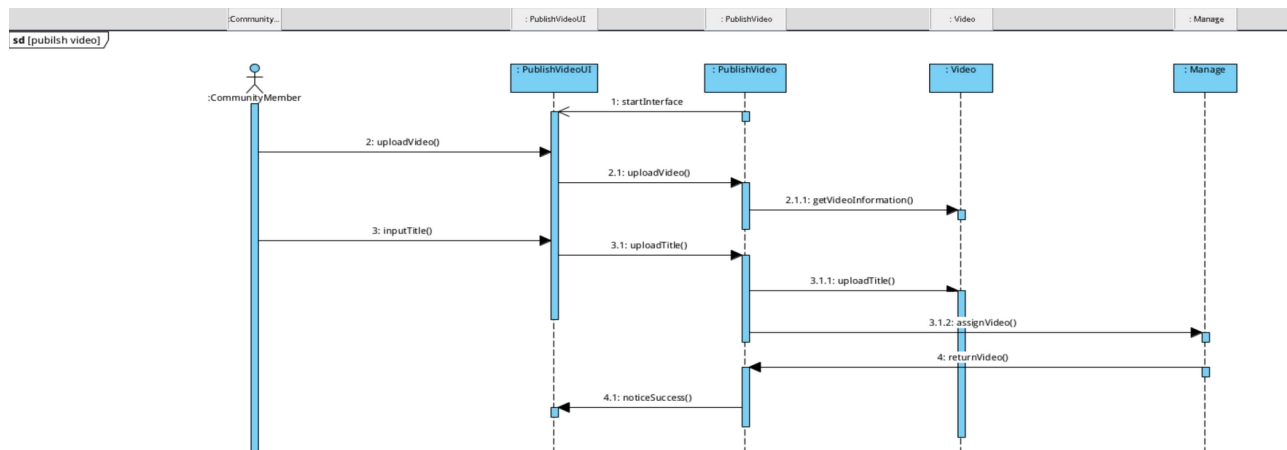 :Community...
: PublishVideoUI
: PublishVideo
: Video
: Manage
sd [pubilsh video]
:CommunityMember
: PublishVideoUI
: PublishVideo
: Video
: Manage
1: startInterface
2: uploadVideo()
2.1: uploadVideo()
2.1.1: getVideoInformation()
3: inputTitle()
3.1: uploadTitle()
3.1.1: uploadTitle()
3.1.2: assignVideo()
4: returnVideo()
4.1: noticeSuccess()